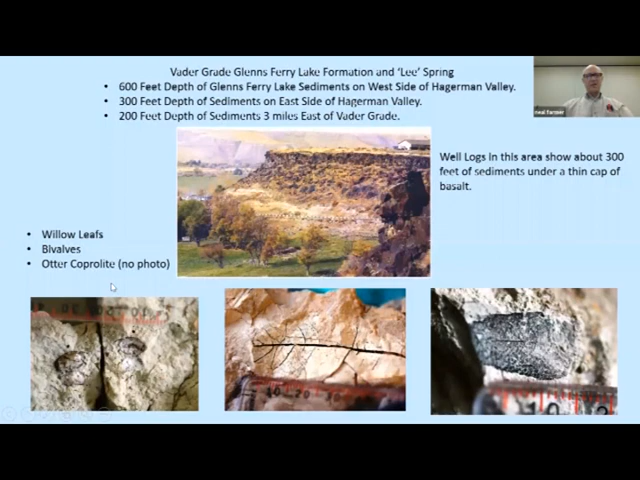 Vader Grade Glenns Ferry Lake Formation and 'Lee' Spring
• 600 Feet Depth of Glenns Ferry Lake Sediments on West Side of Hagerman Valley.
• 300 Feet Depth of Sediments on East Side of Hagerman Valley.
• 200 Feet Depth of Sediments 3 miles East of Vader Grade.
neal farmer
Well Logs in this area show about 300
feet of sediments under a thin cap of
basalt.
• Willow Leafs
• Bivalves
• Otter Coprolite (no photo)